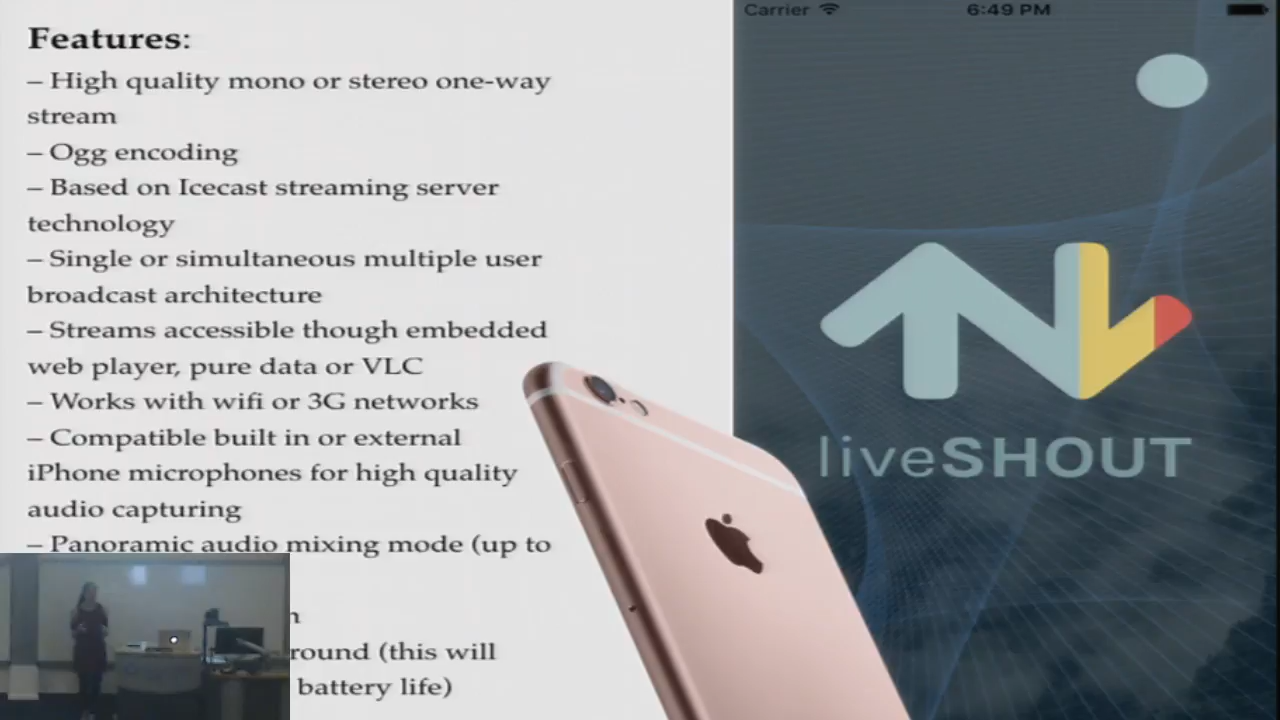 Features:
– High quality mono or stereo one-way
stream
– Ogg encoding
– Based on Icecast streaming server
technology
– Single or simultaneous multiple user
broadcast architecture
– Streams accessible though embedded
web player, pure data or VLC
– Works with wifi or 3G networks
– Compatible built in or external
iPhone microphones for high quality
audio capturing
– Panoramic audio mixing mode (up to
round (this will
battery life)
Carrier
6:49 PM
liveSHOUT